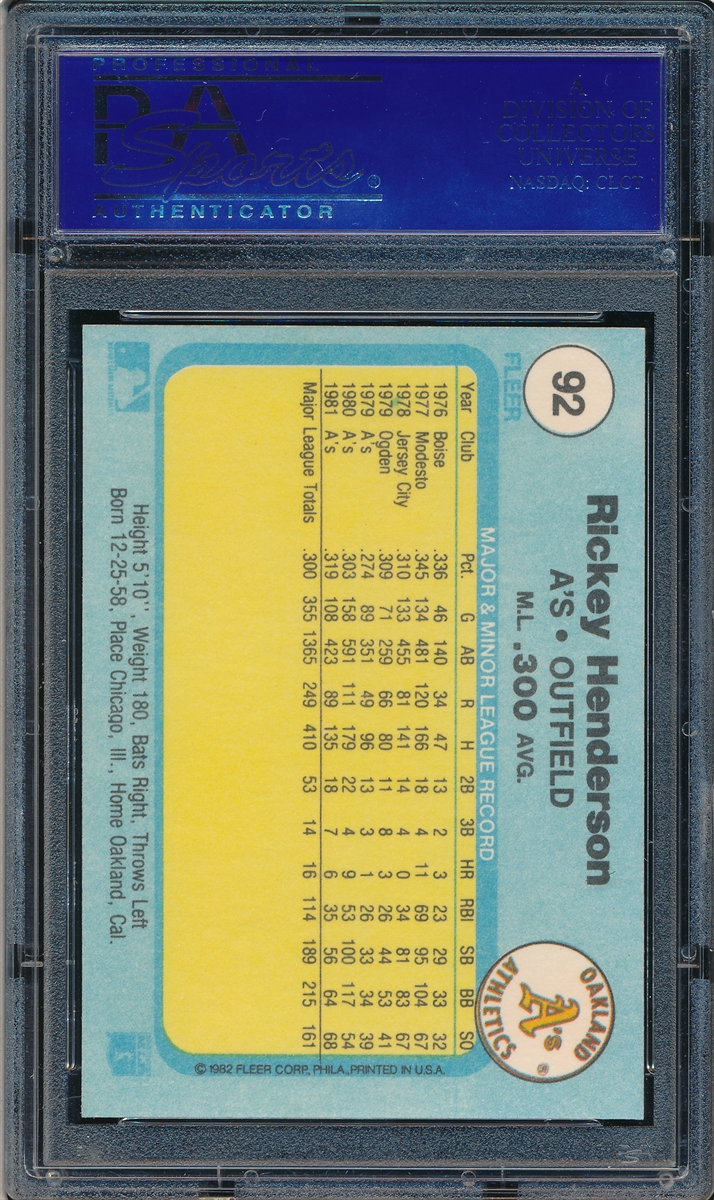 PROFESSIONAL
PSA
Sports®
AUTHENTICATOR
A
DIVISION OF
COLLECTORS
UNIVERSE
NASDAQ: CLCT
92
FLEER
Rickey Henderson
A'S • OUTFIELD
M.L. .300 AVG.
OAKLAND
A's
ATHLETICS
®
MAJOR & MINOR LEAGUE RECORD
Year Club Pct. G AB R H 2B 3B HR RBI SB BB SO
1976 Boise .336 46 140 34 47 13 2 3 23 29 33 32
1977 Modesto .345 134 481 120 166 18 4 11 69 95 104 67
1978 Jersey City .310 133 455 81 141 14 4 0 34 81 83 67
1979 Ogden .309 71 259 66 80 11 8 3 26 44 53 41
1979 A's .274 89 351 49 96 13 3 1 26 33 34 39
1980 A's .303 158 591 111 179 22 4 9 53 100 117 54
1981 A's .319 108 423 89 135 18 7 6 35 56 64 68
Major League Totals .300 355 1365 249 410 53 14 16 114 189 215 161
© 1982 FLEER CORP. PHILA., PRINTED IN U.S.A.
Height 5'10", Weight 180, Bats Right, Throws Left
Born 12-25-58, Place Chicago, Ill., Home Oakland, Cal.